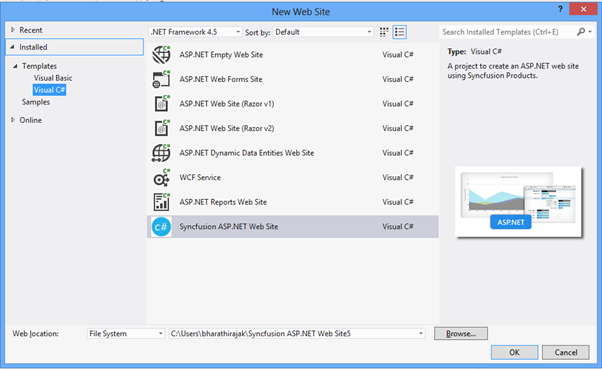 New Web Site
? ×
Recent
Installed
Templates
Visual Basic
Visual C#
Samples
Online
.NET Framework 4.5 Sort by: Default
ASP.NET Empty Web Site Visual C#
ASP.NET Web Forms Site Visual C#
ASP.NET Web Site (Razor v1) Visual C#
ASP.NET Web Site (Razor v2) Visual C#
ASP.NET Dynamic Data Entities Web Site Visual C#
WCF Service Visual C#
ASP.NET Reports Web Site Visual C#
C# Syncfusion ASP.NET Web Site Visual C#
Search Installed Templates (Ctrl+E)
Type: Visual C#
A project to create an ASP.NET web site
using Syncfusion Products.
ASP.NET
Web location: File System C:\Users\bharathirajak\Syncfusion ASP.NET Web Site5 Browse...
OK Cancel